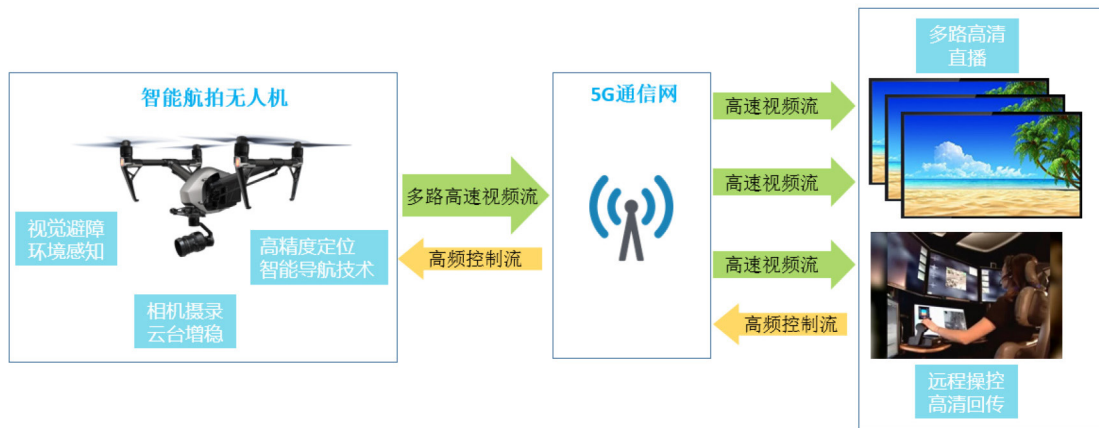 智能航拍无人机
视觉避障
环境感知
高精度定位
智能导航技术
相机摄录
云台增稳
多路高速视频流
高频控制流
5G通信网
高速视频流
高速视频流
高速视频流
高频控制流
多路高清
直播
远程操控
高清回传